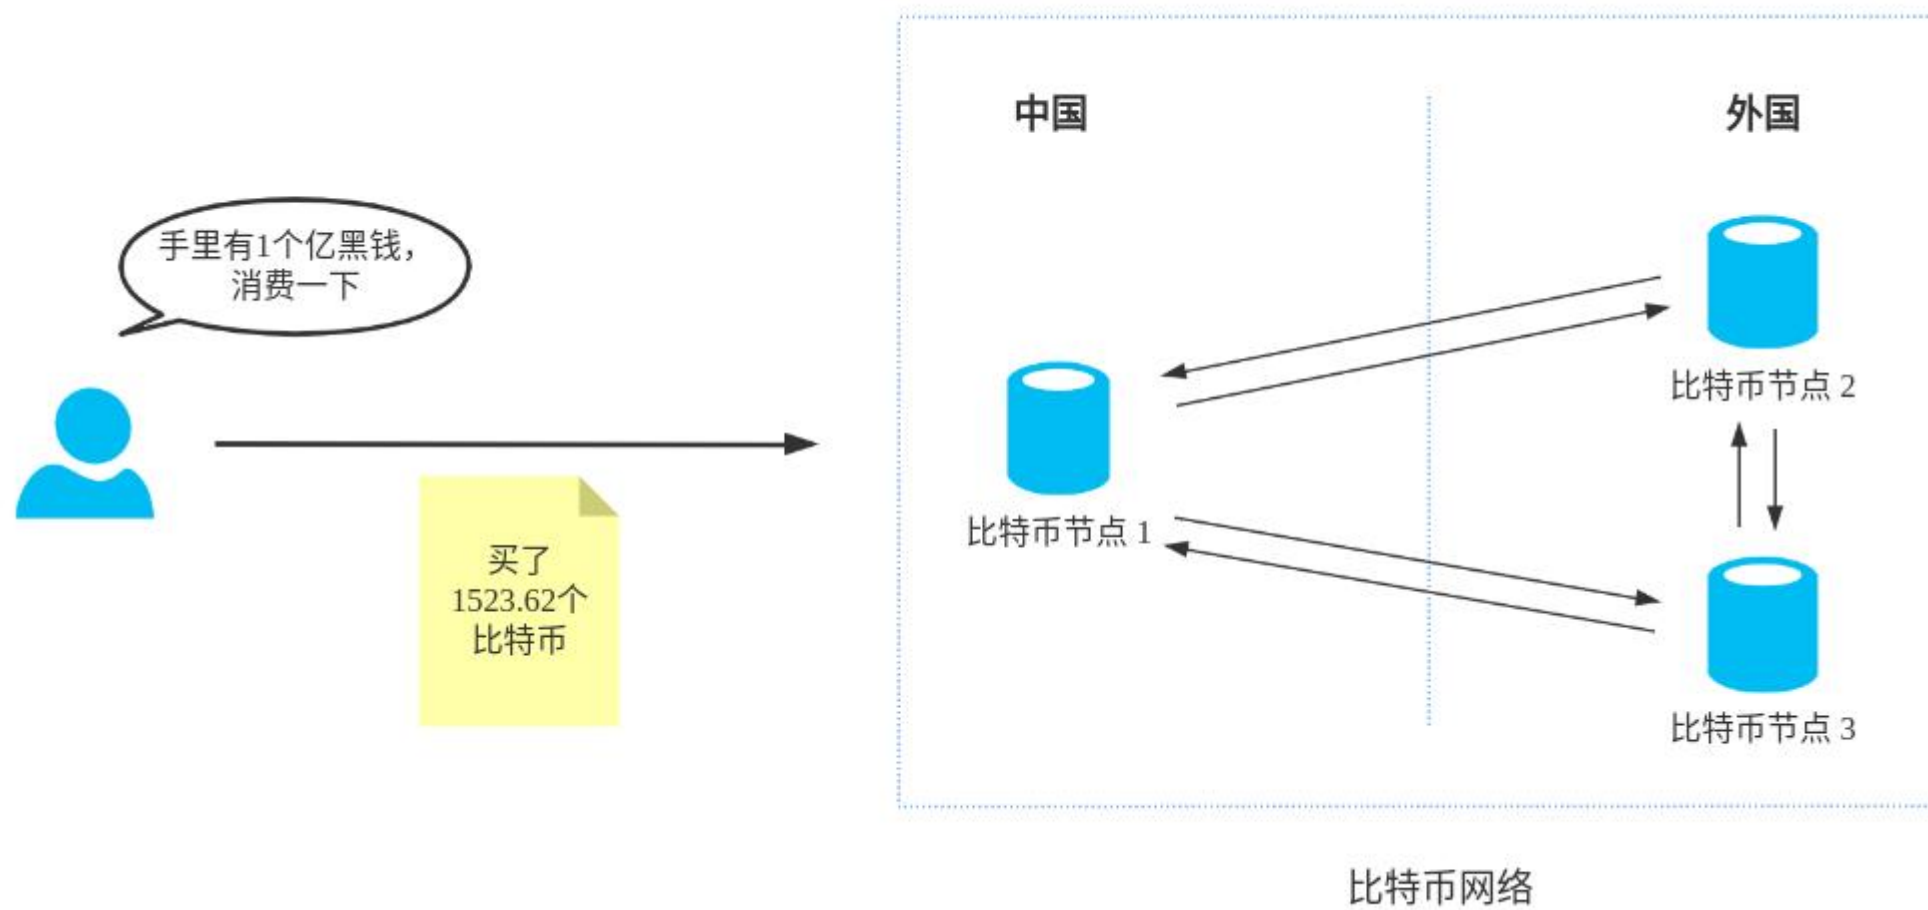 中国
外国
手里有1个亿黑钱，
消费一下
比特币节点 2
比特币节点 1
买了
1523.62个
比特币
比特币节点 3
比特币网络